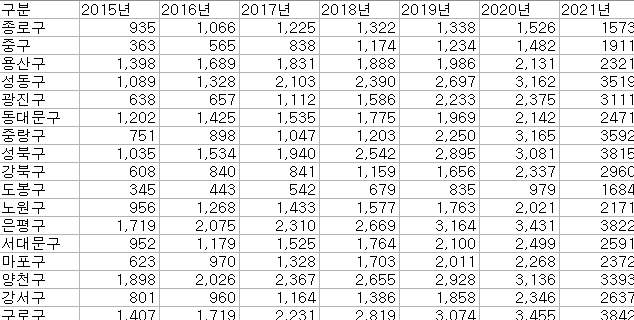 구분 2015년 2016년 2017년 2018년 2019년 2020년 2021년
종로구 935 1,066 1,225 1,322 1,338 1,526 1573
중구 363 565 838 1,174 1,234 1,482 1911
용산구 1,398 1,689 1,831 1,888 1,986 2,131 2321
성동구 1,089 1,328 2,103 2,390 2,697 3,162 3519
광진구 638 657 1,112 1,586 2,233 2,375 3111
동대문구 1,202 1,425 1,535 1,775 1,969 2,142 2471
중랑구 751 898 1,047 1,203 2,250 3,165 3592
성북구 1,035 1,534 1,940 2,542 2,895 3,081 3815
강북구 608 840 841 1,159 1,656 2,337 2960
도봉구 345 443 542 679 835 979 1684
노원구 956 1,268 1,433 1,577 1,763 2,021 2171
은평구 1,719 2,075 2,310 2,669 3,164 3,431 3822
서대문구 952 1,179 1,525 1,764 2,100 2,499 2591
마포구 623 970 1,328 1,703 2,011 2,268 2372
양천구 1,898 2,026 2,367 2,655 2,928 3,136 3393
강서구 801 960 1,164 1,386 1,858 2,346 2637
구로구 1,407 1,719 2,231 2,819 3,074 3,455 3842